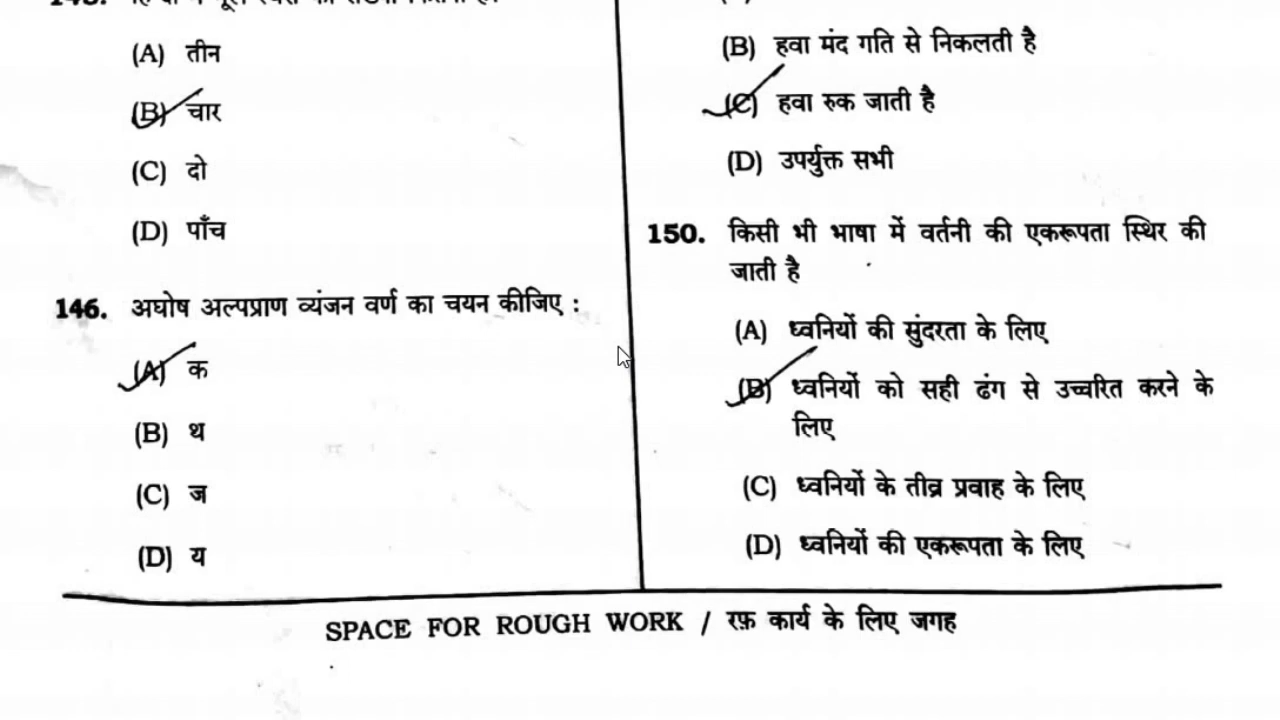 (A) तीन
(B) चार
(C) दो
(D) पाँच
146. अघोष अल्पप्राण व्यंजन वर्ण का चयन कीजिए :
(A) क
(B) थ
(C) ज
(D) य
(B) हवा मंद गति से निकलती है
(C) हवा रुक जाती है
(D) उपर्युक्त सभी
150. किसी भी भाषा में वर्तनी की एकरूपता स्थिर की
जाती है
(A) ध्वनियों की सुंदरता के लिए
(B) ध्वनियों को सही ढंग से उच्चरित करने के
लिए
(C) ध्वनियों के तीव्र प्रवाह के लिए
(D) ध्वनियों की एकरूपता के लिए
SPACE FOR ROUGH WORK / रफ़ कार्य के लिए जगह